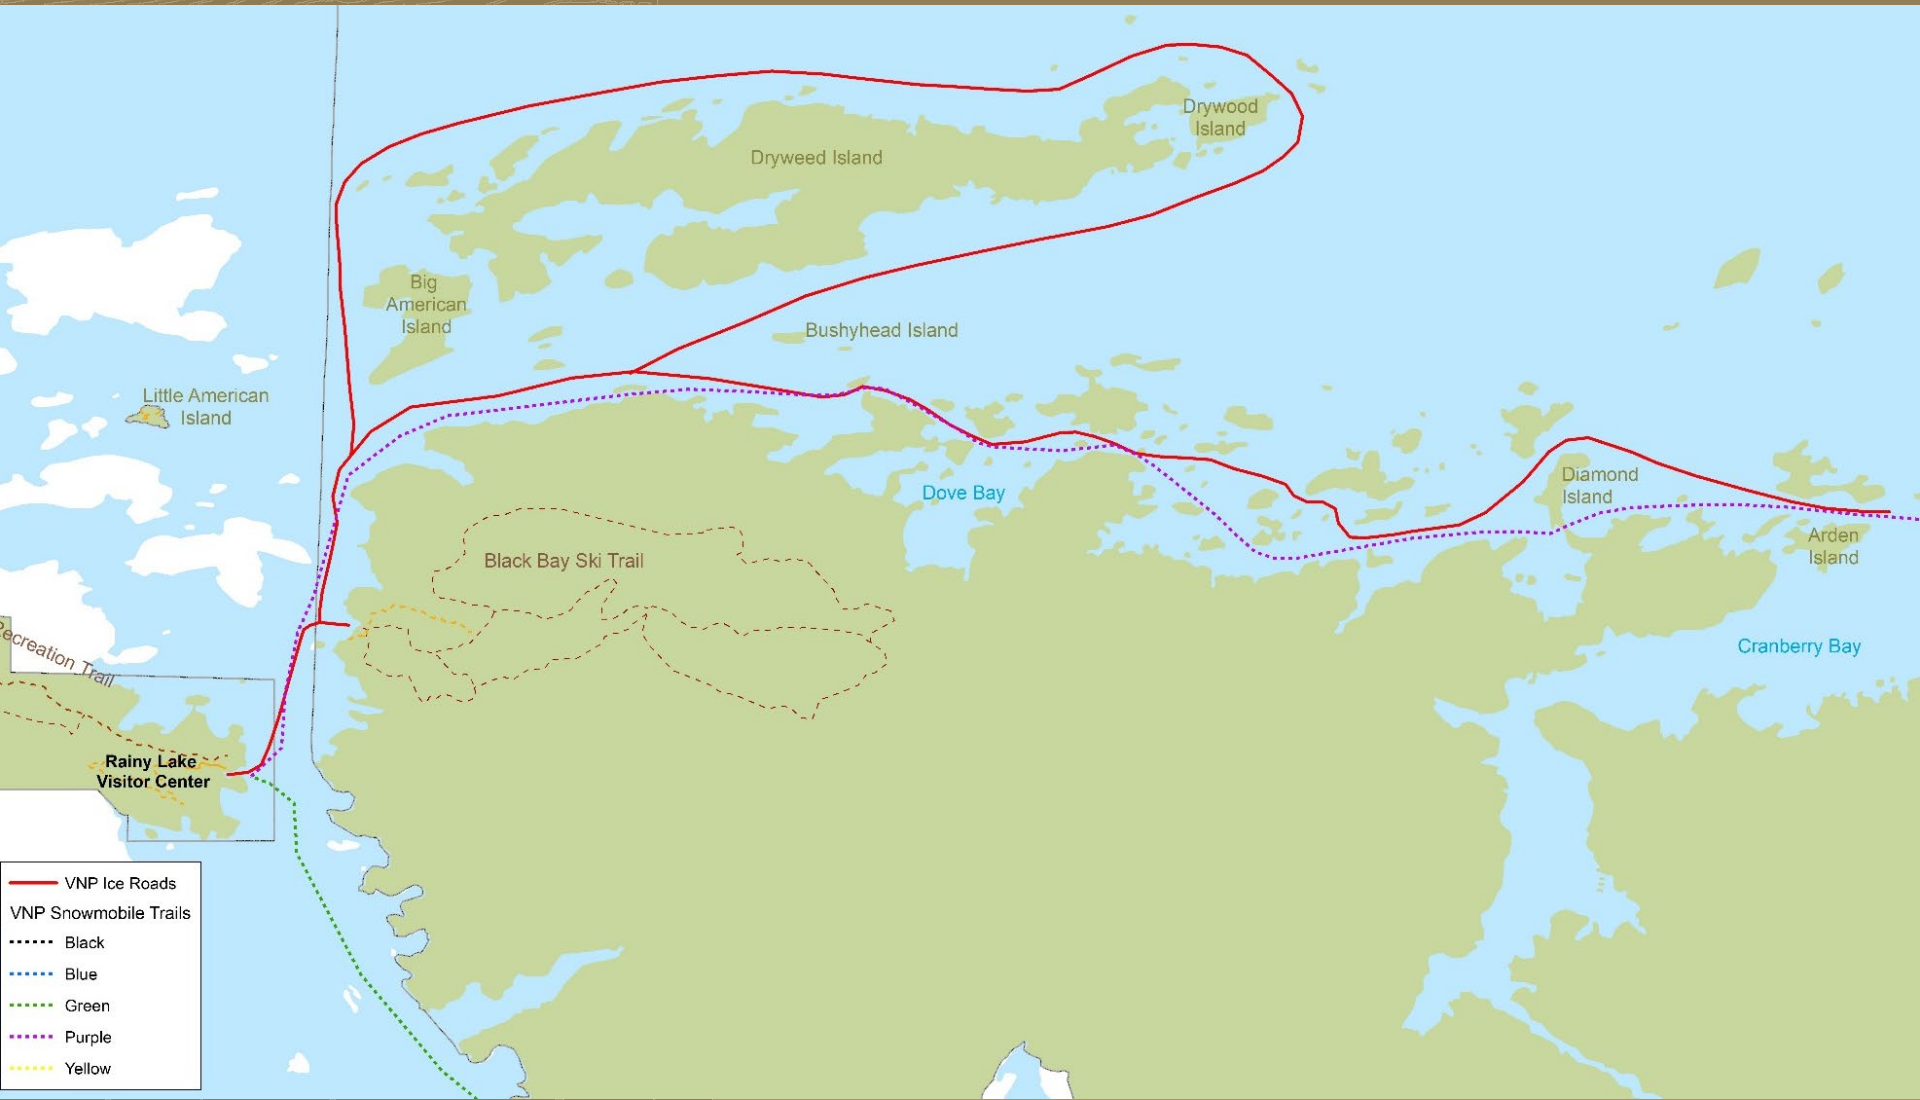 Drywood
Island
Dryweed Island
Big
American
Island
Bushyhead Island
Little American
Island
Diamond
Island
Dove Bay
Arden
Island
Black Bay Ski Trail
Recreation Trail
Cranberry Bay
Rainy Lake
Visitor Center
VNP Ice Roads
VNP Snowmobile Trails
Black
Blue
Green
Purple
Yellow